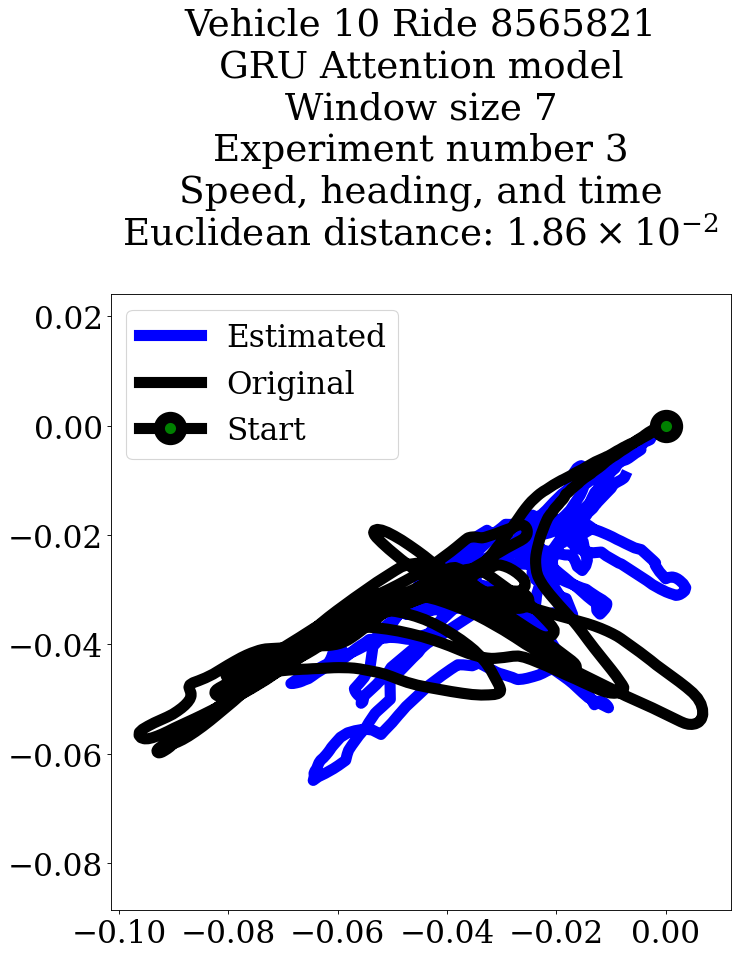 Vehicle 10 Ride 8565821
GRU Attention model
Window size 7
Experiment number 3
Speed, heading, and time
Euclidean distance: 1.86 × 10⁻²
0.02
Estimated
Original
Start
0.00
−0.02
−0.04
−0.06
−0.08
−0.10 −0.08 −0.06 −0.04 −0.02 0.00